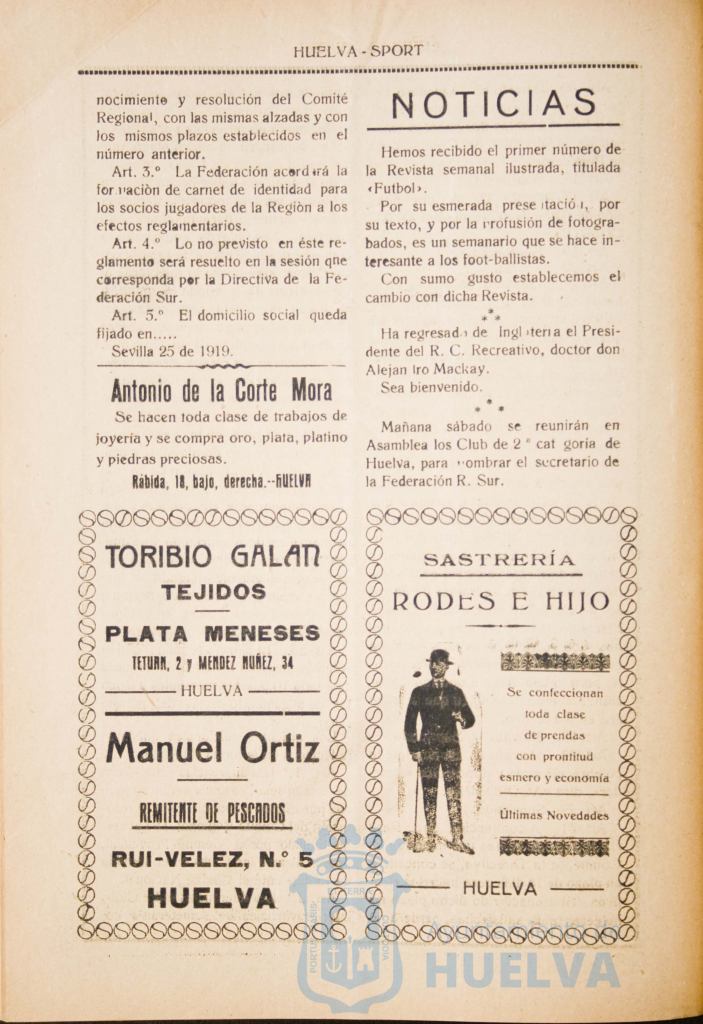 HUELVA - SPORT
nocimiento y resolución del Comité
Regional, con las mismas alzadas y con
los mismos plazos establecidos en el
número anterior.
Art. 3.º La Federación acordará la
formación de carnet de identidad para
los socios jugadores de la Región a los
efectos reglamentarios.
Art. 4.º Lo no previsto en éste re-
glamento será resuelto en la sesión qne
corresponda por la Directiva de la Fe-
deración Sur.
Art. 5.º El domicilio social queda
fijado en.....
Sevilla 25 de 1919.
Antonio de la Corte Mora
Se hacen toda clase de trabajos de
joyería y se compra oro, plata, platino
y piedras preciosas.
Rábida, 18, bajo, derecha.--HUELVA
TORIBIO GALAN
TEJIDOS
PLATA MENESES
TETUAN, 2 y MENDEZ NUÑEZ, 34
HUELVA
Manuel Ortiz
REMITENTE DE PESCADOS
RUI-VELEZ, N.º 5
HUELVA
NOTICIAS
Hemos recibido el primer número de
la Revista semanal ilustrada, titulada
«Futbol».
Por su esmerada presentación, por
su texto, y por la profusión de fotogra-
bados, es un semanario que se hace in-
teresante a los foot-ballistas.
Con sumo gusto establecemos el
cambio con dicha Revista.
***
Ha regresado de Inglaterra el Presi-
dente del R. C. Recreativo, doctor don
Alejandro Mackay.
Sea bienvenido.
***
Mañana sábado se reunirán en
Asamblea los Club de 2ª categoría de
Huelva, para nombrar el secretario de
la Federación R. Sur.
SASTRERÍA
RODES E HIJO
Se confeccionan
toda clase
de prendas
con prontitud
esmero y economía
Últimas Novedades
HUELVA
HUELVA